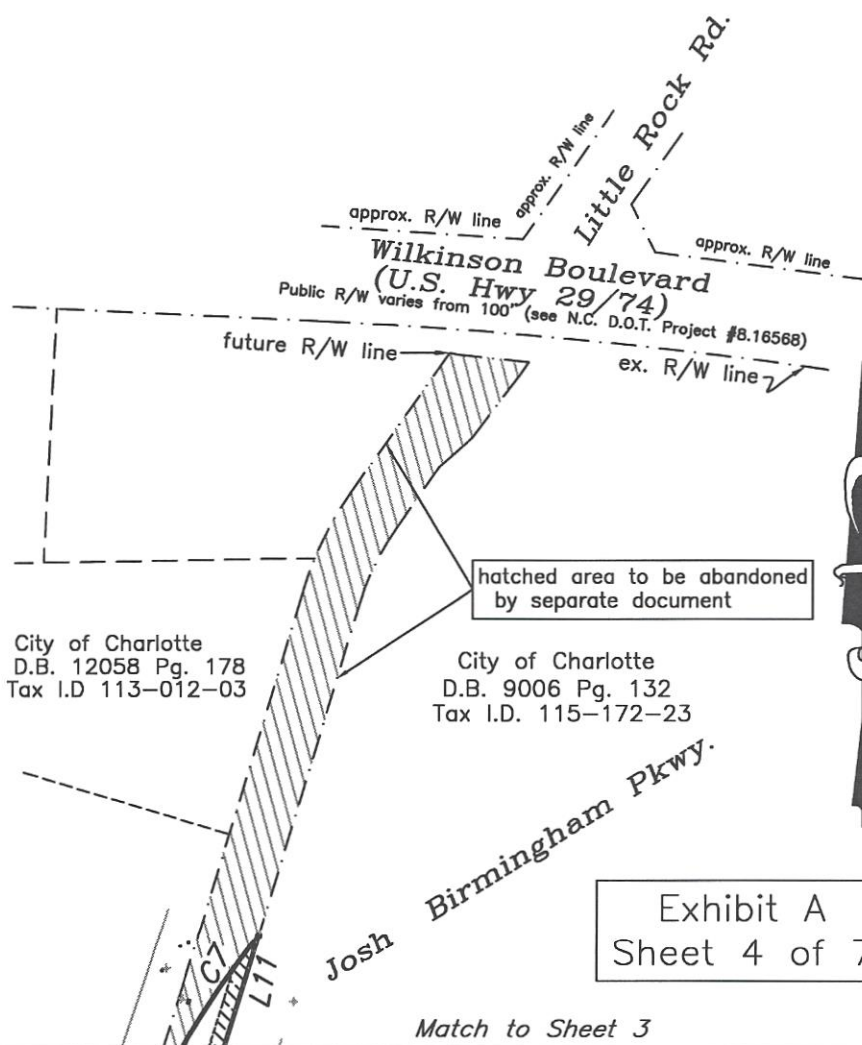 Little Rock Rd.
approx. R/W line
approx. R/W line
approx. R/W line
Wilkinson Boulevard
(U.S. Hwy 29/74)
Public R/W varies from 100' (see N.C. D.O.T. Project #8.16568)
future R/W line
ex. R/W line
hatched area to be abandoned
by separate document
City of Charlotte
D.B. 12058 Pg. 178
Tax I.D 113-012-03
City of Charlotte
D.B. 9006 Pg. 132
Tax I.D. 115-172-23
Josh Birmingham Pkwy.
Exhibit A
Sheet 4 of 7
C7
L11
Match to Sheet 3